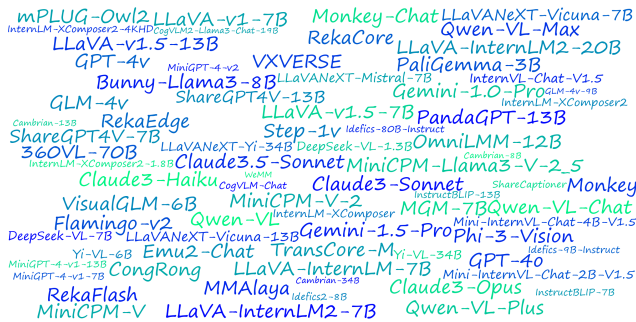 mPLUG-Owl2 LLaVA-v1-7B Monkey-Chat LLaVANeXT-Vicuna-7B
InternLM-XComposer2-4KHD CogVLM2-Llama3-Chat-19B RekaCore Qwen-VL-Max
LLaVA-v1.5-13B LLaVA-InternLM2-20B
GPT-4v MiniGPT-4-v2 VXVERSE PaliGemma-3B
Bunny-Llama3-8B LLaVANeXT-Mistral-7B InternVL-Chat-V1.5
GLM-4v ShareGPT4V-13B Gemini-1.0-Pro GLM-4v-9B
InternLM-XComposer2
Cambrian-13B RekaEdge LLaVA-v1.5-7B PandaGPT-13B
ShareGPT4V-7B Step-1v Idefics-80B-Instruct
360VL-70B LLaVANeXT-Yi-34B DeepSeek-VL-1.3B OmniLMM-12B
InternLM-XComposer2-1.8B Claude3.5-Sonnet MiniCPM-Llama3-V-2_5 Cambrian-8B
Claude3-Haiku WeMM CogVLM-Chat Claude3-Sonnet ShareCaptioner Monkey
InstructBLIP-13B
VisualGLM-6B MiniCPM-V-2 MGM-7B Qwen-VL-Chat
Flamingo-v2 Qwen-VL InternLM-XComposer Mini-InternVL-Chat-4B-V1.5
DeepSeek-VL-7B LLaVANeXT-Vicuna-13B Gemini-1.5-Pro Phi-3-Vision
Yi-VL-6B Emu2-Chat TransCore-M Yi-VL-34B Idefics-9B-Instruct
MiniGPT-4-v1-13B CongRong LLaVA-InternLM-7B GPT-4o
MiniGPT-4-v1-7B Cambrian-34B Mini-InternVL-Chat-2B-V1.5
RekaFlash MMAlaya Idefics2-8B Claude3-Opus InstructBLIP-7B
MiniCPM-V LLaVA-InternLM2-7B Qwen-VL-Plus